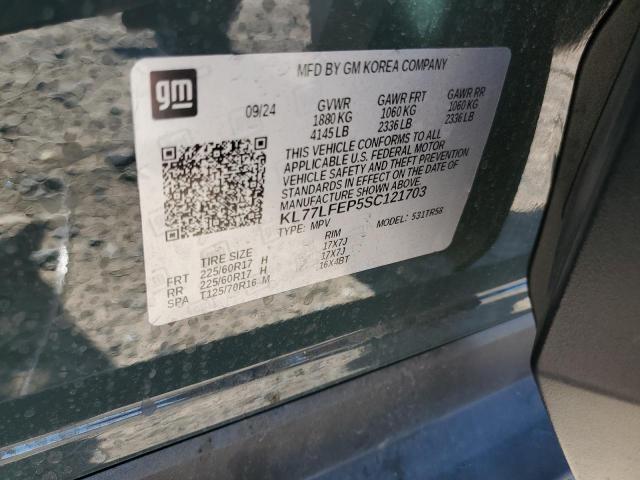 gm
MFD BY GM KOREA COMPANY
09/24 GVWR GAWR FRT GAWR RR
1880 KG 1060 KG 1060 KG
4145 LB 2336 LB 2336 LB
THIS VEHICLE CONFORMS TO ALL
APPLICABLE U.S. FEDERAL MOTOR
VEHICLE SAFETY AND THEFT PREVENTION
STANDARDS IN EFFECT ON THE DATE OF
MANUFACTURE SHOWN ABOVE.
KL77LFEP5SC121703
TYPE: MPV MODEL: 531TR58
TIRE SIZE RIM
FRT 225/60R17 H 17X7J
RR 225/60R17 H 17X7J
SPA T125/70R16 M 16X4BT